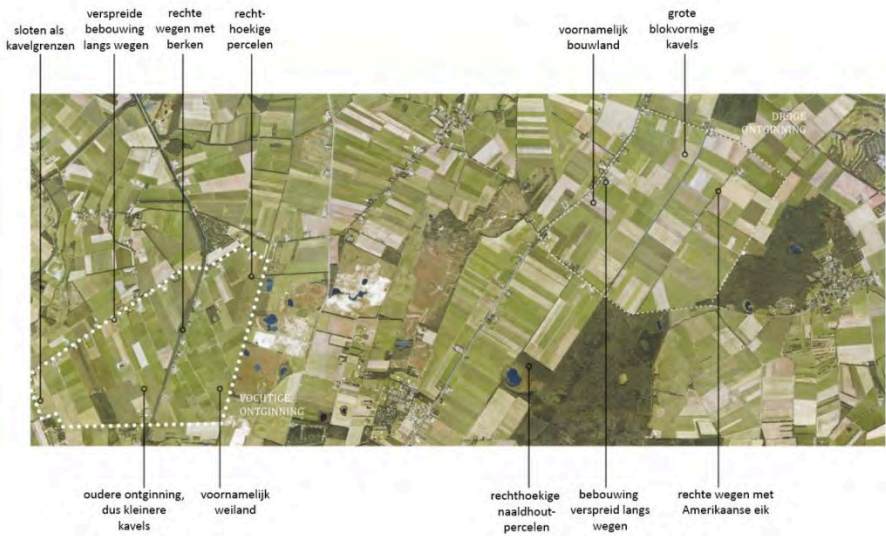 sloten als
kavelgrenzen
verspreide
bebouwing
langs wegen
rechte
wegen met
berken
recht-
hoekige
percelen
voornamelijk
bouwland
grote
blokvormige
kavels
DROGE
ONTGINNING
VOCHTIGE
ONTGINNING
oudere ontginning,
dus kleinere
kavels
voornamelijk
weiland
rechthoekige
naaldhout-
percelen
bebouwing
verspreid langs
wegen
rechte wegen met
Amerikaanse eik